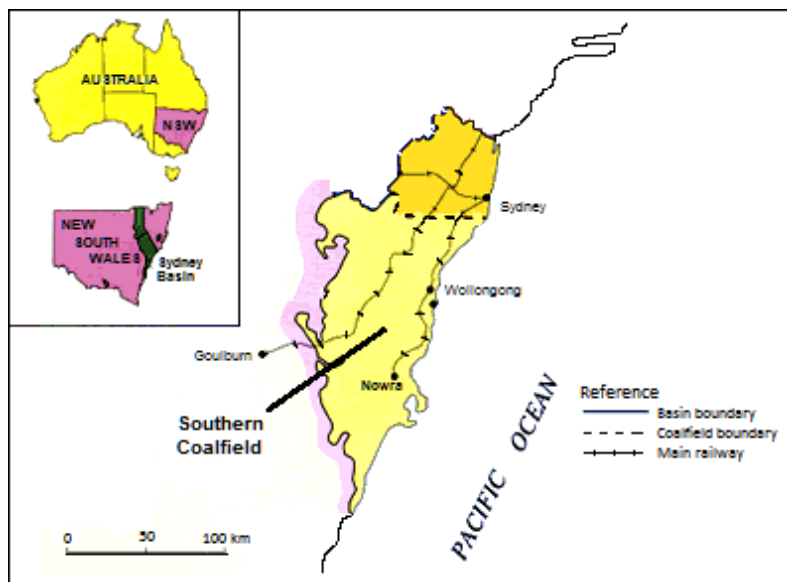 AUSTRALIA
NSW
NEW
SOUTH
WALES
Sydney
Basin
Sydney
Wollongong
Goulburn
Nowra
Southern
Coalfield
PACIFIC OCEAN
Reference
Basin boundary
Coalfield boundary
Main railway
0 50 100 km